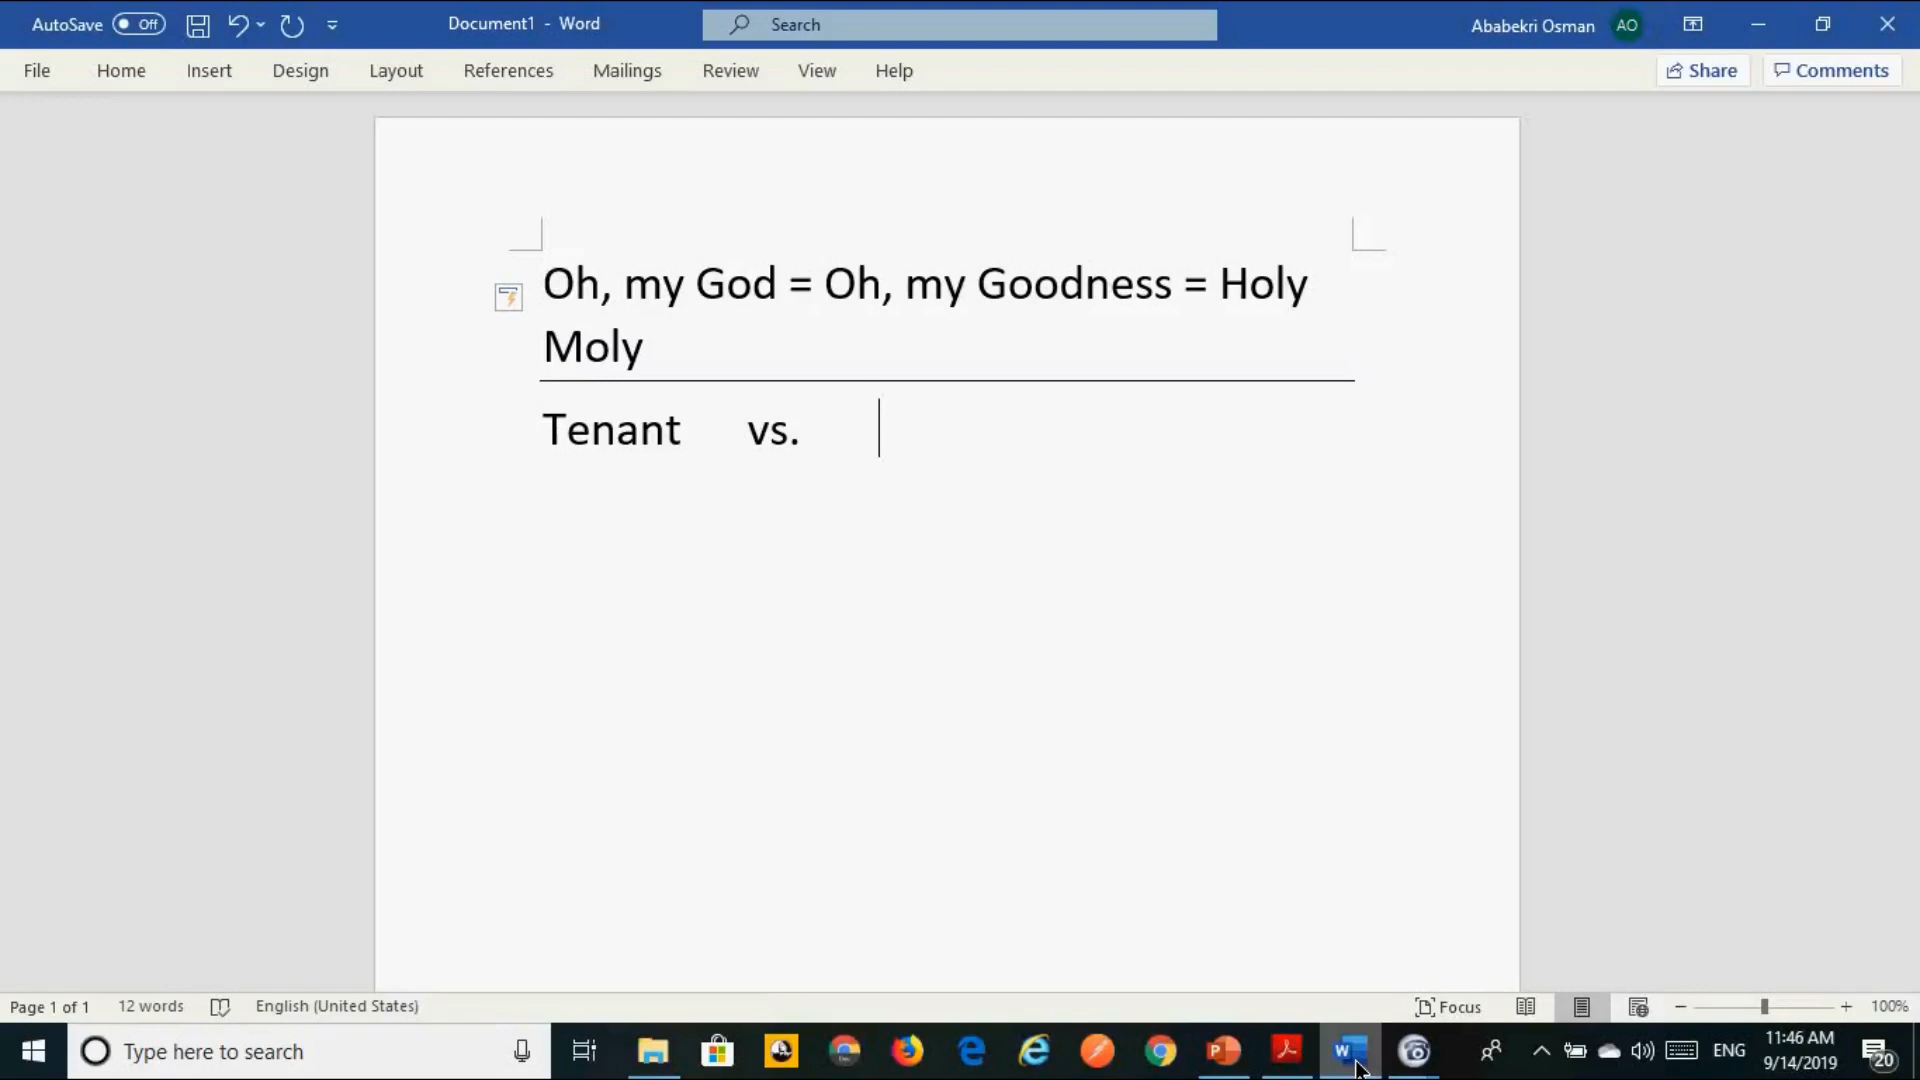 AutoSave Off Document1 - Word Search Ababekri Osman AO
File Home Insert Design Layout References Mailings Review View Help Share Comments
Oh, my God = Oh, my Goodness = Holy
Moly
Tenant vs.
Page 1 of 1 12 words English (United States) Focus 100%
Type here to search ENG 11:46 AM
9/14/2019 20